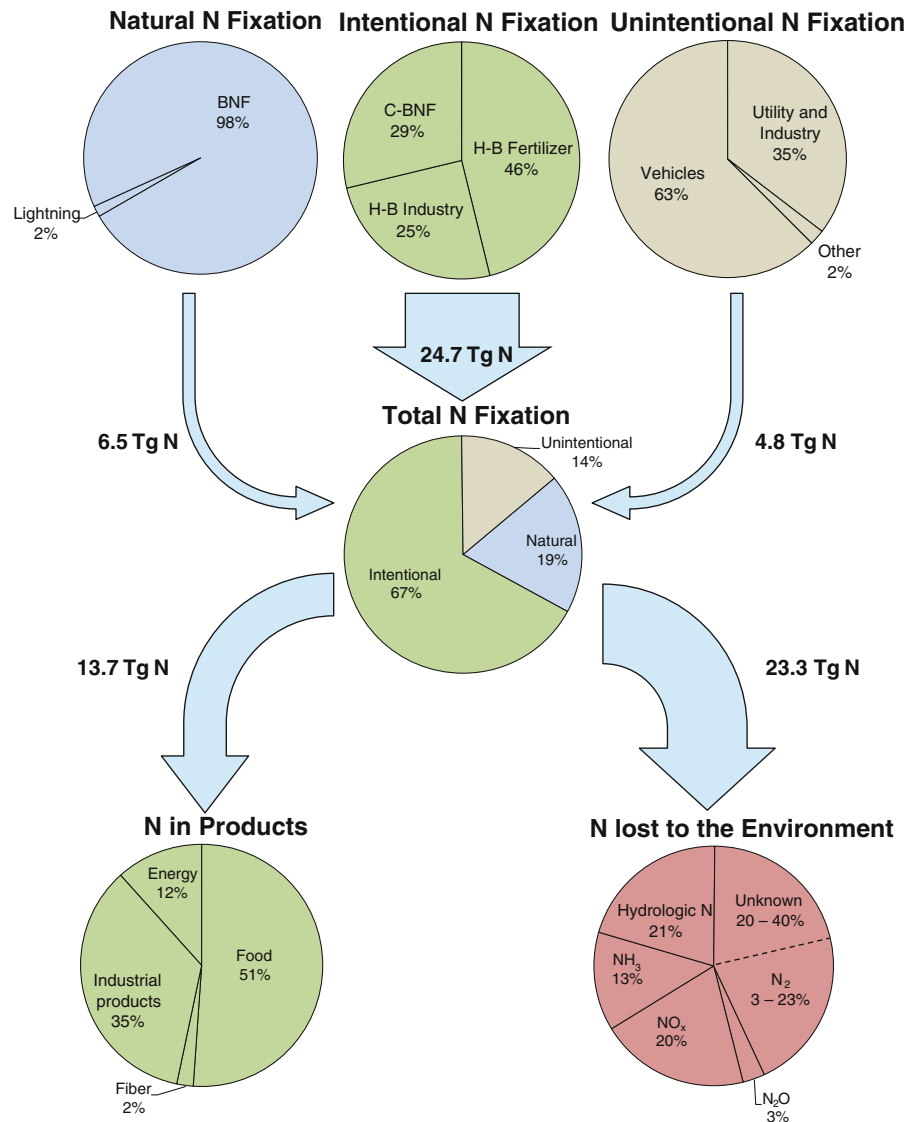 Natural N Fixation
Intentional N Fixation
Unintentional N Fixation
BNF
98%
Lightning
2%
C-BNF
29%
H-B Fertilizer
46%
H-B Industry
25%
Utility and
Industry
35%
Vehicles
63%
Other
2%
6.5 Tg N
24.7 Tg N
4.8 Tg N
Total N Fixation
Unintentional
14%
Natural
19%
Intentional
67%
13.7 Tg N
23.3 Tg N
N in Products
Energy
12%
Food
51%
Industrial
products
35%
Fiber
2%
N lost to the Environment
Hydrologic N
21%
Unknown
20 – 40%
NH₃
13%
N₂
3 – 23%
NOₓ
20%
N₂O
3%